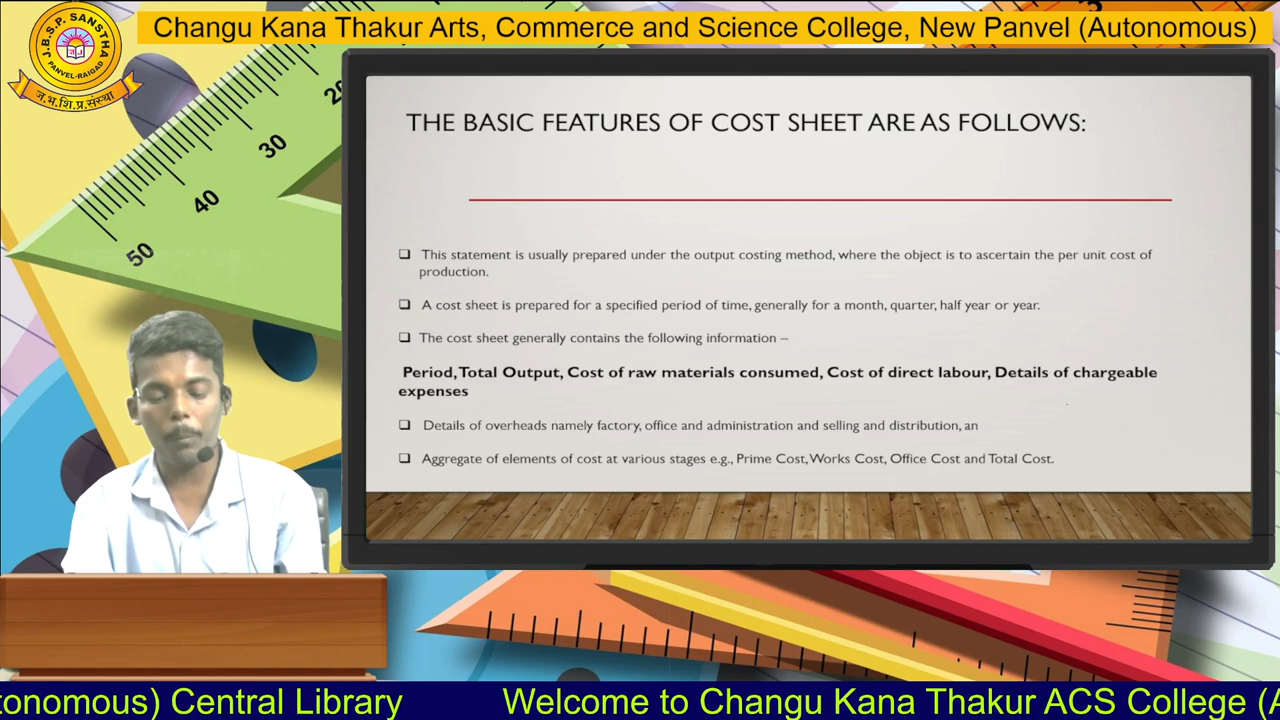 Changu Kana Thakur Arts, Commerce and Science College, New Panvel (Autonomous)
J.B.S.P. SANSTHA
PANVEL-RAIGAD
ज.भ.शि.प्र.संस्था
20
30
40
50
THE BASIC FEATURES OF COST SHEET ARE AS FOLLOWS:
❑ This statement is usually prepared under the output costing method, where the object is to ascertain the per unit cost of
production.
❑ A cost sheet is prepared for a specified period of time, generally for a month, quarter, half year or year.
❑ The cost sheet generally contains the following information –
Period, Total Output, Cost of raw materials consumed, Cost of direct labour, Details of chargeable
expenses
❑ Details of overheads namely factory, office and administration and selling and distribution, an
❑ Aggregate of elements of cost at various stages e.g., Prime Cost, Works Cost, Office Cost and Total Cost.
tonomous) Central Library Welcome to Changu Kana Thakur ACS College (A